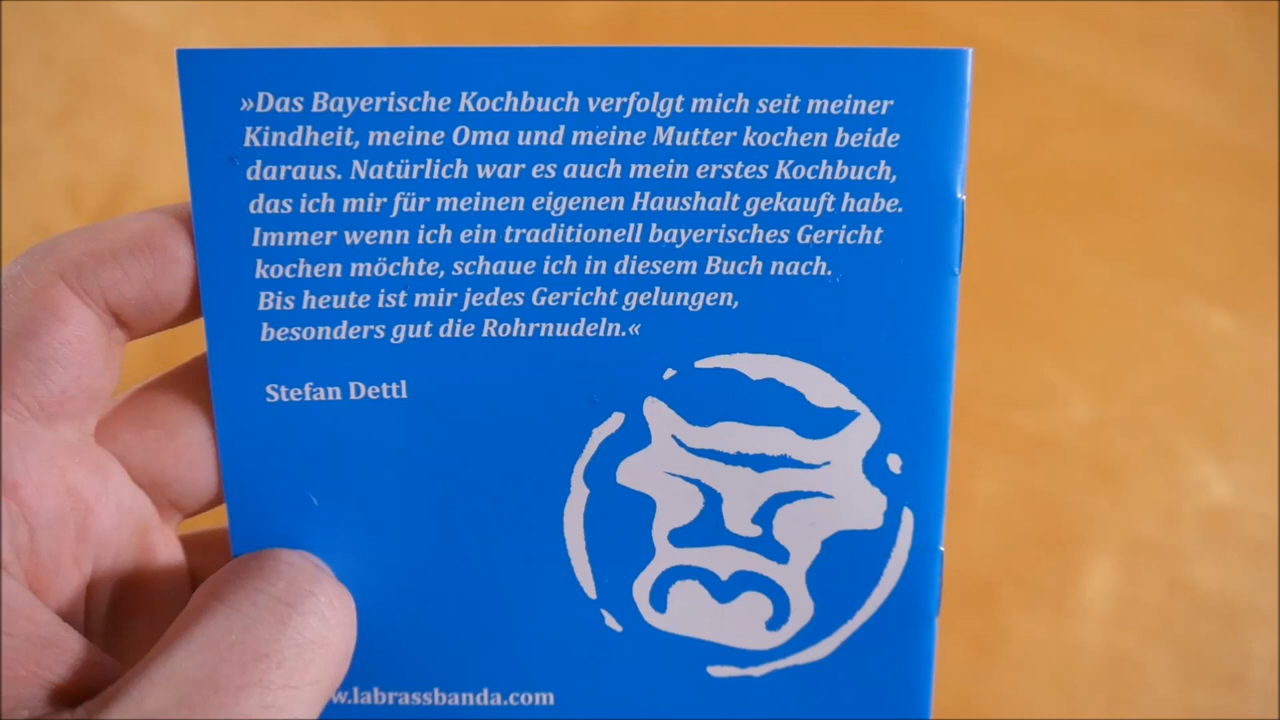 »Das Bayerische Kochbuch verfolgt mich seit meiner
Kindheit, meine Oma und meine Mutter kochen beide
daraus. Natürlich war es auch mein erstes Kochbuch,
das ich mir für meinen eigenen Haushalt gekauft habe.
Immer wenn ich ein traditionell bayerisches Gericht
kochen möchte, schaue ich in diesem Buch nach.
Bis heute ist mir jedes Gericht gelungen,
besonders gut die Rohrnudeln.«
Stefan Dettl
w.labrassbanda.com